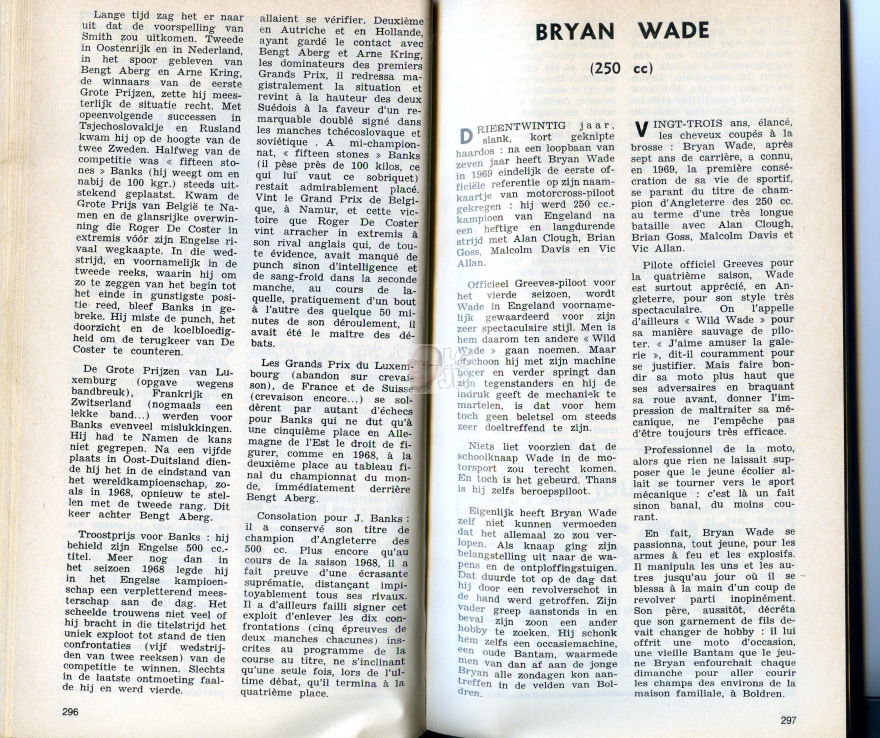 Lange tijd zag het er naar
uit dat de voorspelling van
Smith zou uitkomen. Tweede
in Oostenrijk en in Nederland,
in het spoor gebleven van
Bengt Aberg en Arne Kring,
de winnaars van de eerste
Grote Prijzen, zette hij mees-
terlijk de situatie recht. Met
opeenvolgende successen in
Tsjechoslovakije en Rusland
kwam hij op de hoogte van de
twee Zweden. Halfweg van de
competitie was « fifteen sto-
nes » Banks (hij weegt om en
nabij de 100 kgr.) steeds uit-
stekend geplaatst. Kwam de
Grote Prijs van België te Na-
men en de glansrijke overwin-
ning die Roger De Coster in
extremis vóór zijn Engelse ri-
vaal wegkaapte. In die wed-
strijd, en voornamelijk in de
tweede reeks, waarin hij om
zo te zeggen van het begin tot
het einde in gunstigste posi-
tie reed, bleef Banks in ge-
breke. Hij miste de punch, het
doorzicht en de koelbloedig-
heid om de terugkeer van De
Coster te counteren.
De Grote Prijzen van Lu-
xemburg (opgave wegens
bandbreuk), Frankrijk en
Zwitserland (nogmaals een
lekke band...) werden voor
Banks evenveel mislukkingen.
Hij had te Namen de kans
niet gegrepen. Na een vijfde
plaats in Oost-Duitsland dien-
de hij het in de eindstand van
het wereldkampioenschap, zo-
als in 1968, opnieuw te stel-
len met de tweede rang. Dit
keer achter Bengt Aberg.
Troostprijs voor Banks : hij
behield zijn Engelse 500 cc.-
titel. Meer nog dan in
het seizoen 1968 legde hij
in het Engelse kampioen-
schap een verpletterend mees-
terschap aan de dag. Het
scheelde trouwens niet veel of
hij bracht in die titelstrijd het
uniek exploot tot stand de tien
confrontaties (vijf wedstrij-
den van twee reeksen) van de
competitie te winnen. Slechts
in de laatste ontmoeting faal-
de hij en werd vierde.
296
allaient se vérifier. Deuxième
en Autriche et en Hollande,
ayant gardé le contact avec
Bengt Aberg et Arne Kring,
les dominateurs des premiers
Grands Prix, il redressa ma-
gistralement la situation et
revint à la hauteur des deux
Suédois à la faveur d'un re-
marquable doublé signé dans
les manches tchécoslovaque et
soviétique . A mi-champion-
nat, « fifteen stones » Banks
(il pèse près de 100 kilos, ce
qui lui vaut ce sobriquet)
restait admirablement placé.
Vint le Grand Prix de Belgi-
que, à Namur, et cette vic-
toire que Roger De Coster
vint arracher in extremis à
son rival anglais qui, de tou-
te évidence, avait manqué de
punch sinon d'intelligence et
de sang-froid dans la seconde
manche, au cours de la-
quelle, pratiquement d'un bout
à l'autre des quelque 50 mi-
nutes de son déroulement, il
avait été le maître des dé-
bats.
Les Grands Prix du Luxem-
bourg (abandon sur crevai-
son), de France et de Suisse
(crevaison encore...) se sol-
dèrent par autant d'échecs
pour Banks qui ne dut qu'à
une cinquième place en Alle-
magne de l'Est le droit de fi-
gurer, comme en 1968, à la
deuxième place au tableau fi-
nal du championnat du mon-
de, immédiatement derrière
Bengt Aberg.
Consolation pour J. Banks :
il a conservé son titre de
champion d'Angleterre des
500 cc. Plus encore qu'au
cours de la saison 1968, il a
fait preuve d'une écrasante
suprématie, distançant impi-
toyablement tous ses rivaux.
Il a d'ailleurs failli signer cet
exploit d'enlever les dix con-
frontations (cinq épreuves de
deux manches chacunes) ins-
crites au programme de la
course au titre, ne s'inclinant
qu'une seule fois, lors de l'ul-
time débat, qu'il termina à la
quatrième place.
BRYAN WADE
(250 cc)
DRIEENTWINTIG jaar,
slank, kort geknipte
haardos : na een loopbaan van
zeven jaar heeft Bryan Wade
in 1969 eindelijk de eerste of-
ficiële referentie op zijn naam-
kaartje van motorcross-piloot
gekregen : hij werd 250 cc.-
kampioen van Engeland na
een heftige en langdurende
strijd met Alan Clough, Brian
Goss, Malcolm Davis en Vic
Allan.
Officieel Greeves-piloot voor
het vierde seizoen, wordt
Wade in Engeland voorname-
lijk gewaardeerd voor zijn
zeer spectaculaire stijl. Men is
hem daarom ten andere « Wild
Wade » gaan noemen. Maar
ofschoon hij met zijn machine
hoger en verder springt dan
zijn tegenstanders en hij de
indruk geeft de mechaniek te
martelen, is dat voor hem
toch geen beletsel om steeds
zeer doeltreffend te zijn.
Niets liet voorzien dat de
schoolknaap Wade in de mo-
torsport zou terecht komen.
En toch is het gebeurd. Thans
is hij zelfs beroepspiloot.
Eigenlijk heeft Bryan Wade
zelf niet kunnen vermoeden
dat het allemaal zo zou ver-
lopen. Als knaap ging zijn
belangstelling uit naar de wa-
pens en de ontploffingstuigen.
Dat duurde tot op de dag dat
hij door een revolverschot in
de hand werd getroffen. Zijn
vader greep aanstonds in en
beval zijn zoon een ander
hobby te zoeken. Hij schonk
hem zelfs een occasiemachine,
een oude Bantam, waarmede
men van dan af aan de jonge
Bryan alle zondagen kon aan-
treffen in de velden van Bol-
dren.
VINGT-TROIS ans, élancé,
les cheveux coupés à la
brosse : Bryan Wade, après
sept ans de carrière, a connu,
en 1969, la première consé-
cration de sa vie de sportif,
se parant du titre de cham-
pion d'Angleterre des 250 cc.
au terme d'une très longue
bataille avec Alan Clough,
Brian Goss, Malcolm Davis et
Vic Allan.
Pilote officiel Greeves pour
la quatrième saison, Wade
est surtout apprécié, en An-
gleterre, pour son style très
spectaculaire. On l'appelle
d'ailleurs « Wild Wade » pour
sa manière sauvage de pilo-
ter. « J'aime amuser la gale-
rie », dit-il couramment pour
se justifier. Mais faire bon-
dir sa moto plus haut que
ses adversaires en braquant
sa roue avant, donner l'im-
pression de maltraiter sa mé-
canique, ne l'empêche pas
d'être toujours très efficace.
Professionnel de la moto,
alors que rien ne laissait sup-
poser que le jeune écolier al-
lait se tourner vers le sport
mécanique : c'est là un fait
sinon banal, du moins cou-
rant.
En fait, Bryan Wade se
passionna, tout jeune, pour les
armes à feu et les explosifs.
Il manipula les uns et les au-
tres jusqu'au jour où il se
blessa à la main d'un coup de
revolver parti inopinément.
Son père, aussitôt, décréta
que son garnement de fils de-
vait changer de hobby : il lui
offrit une moto d'occasion,
une vieille Bantam que le jeu-
ne Bryan enfourchait chaque
dimanche pour aller courir
les champs des environs de la
maison familiale, à Boldren.
297